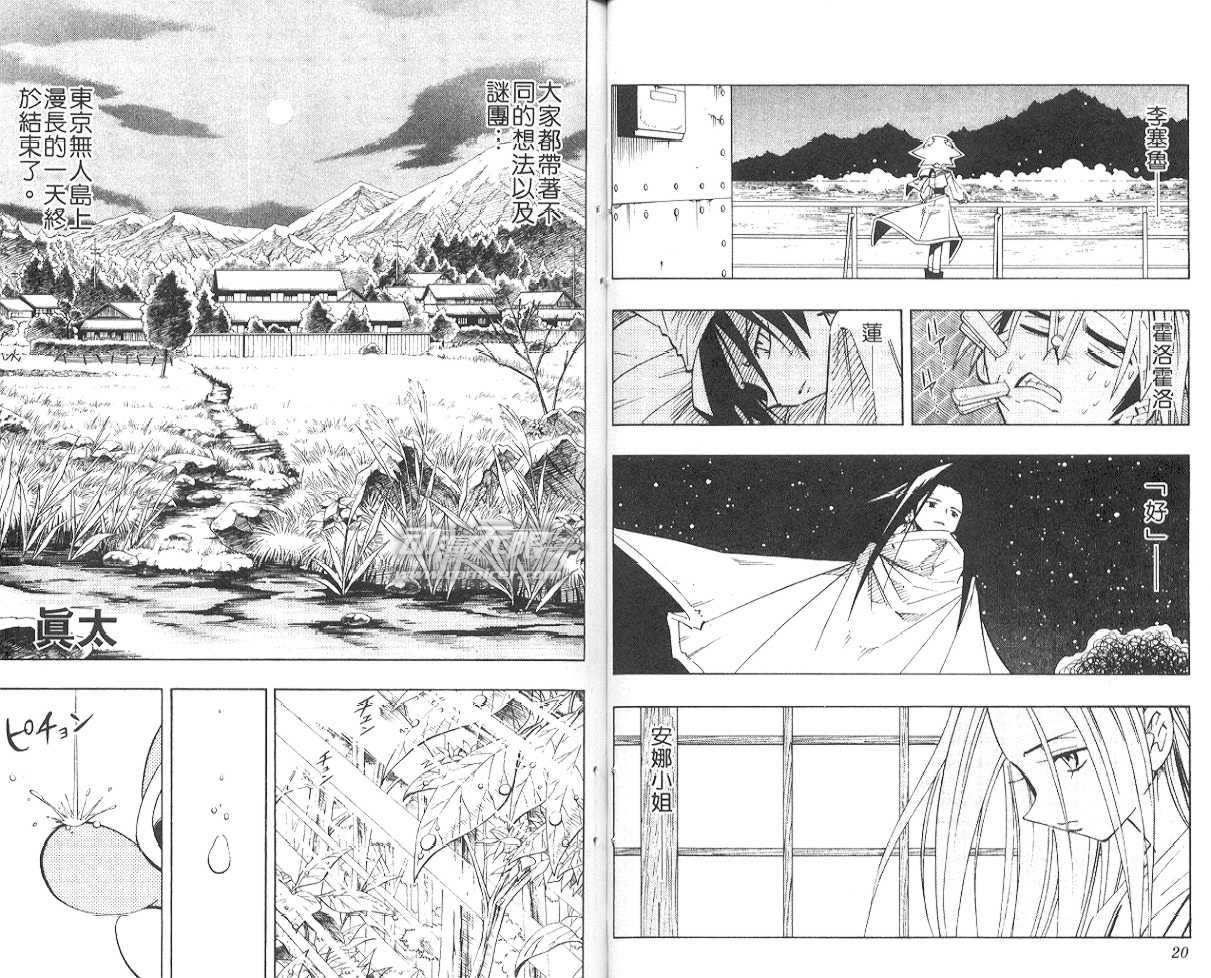 李塞魯——
霍洛霍洛
蓮
『好』——
安娜小姐
20
大家都帶著不
同的想法以及
謎團…
東京無人島上
漫長的一天終
於結束了。
眞太
チュン
チュン
ピチョン